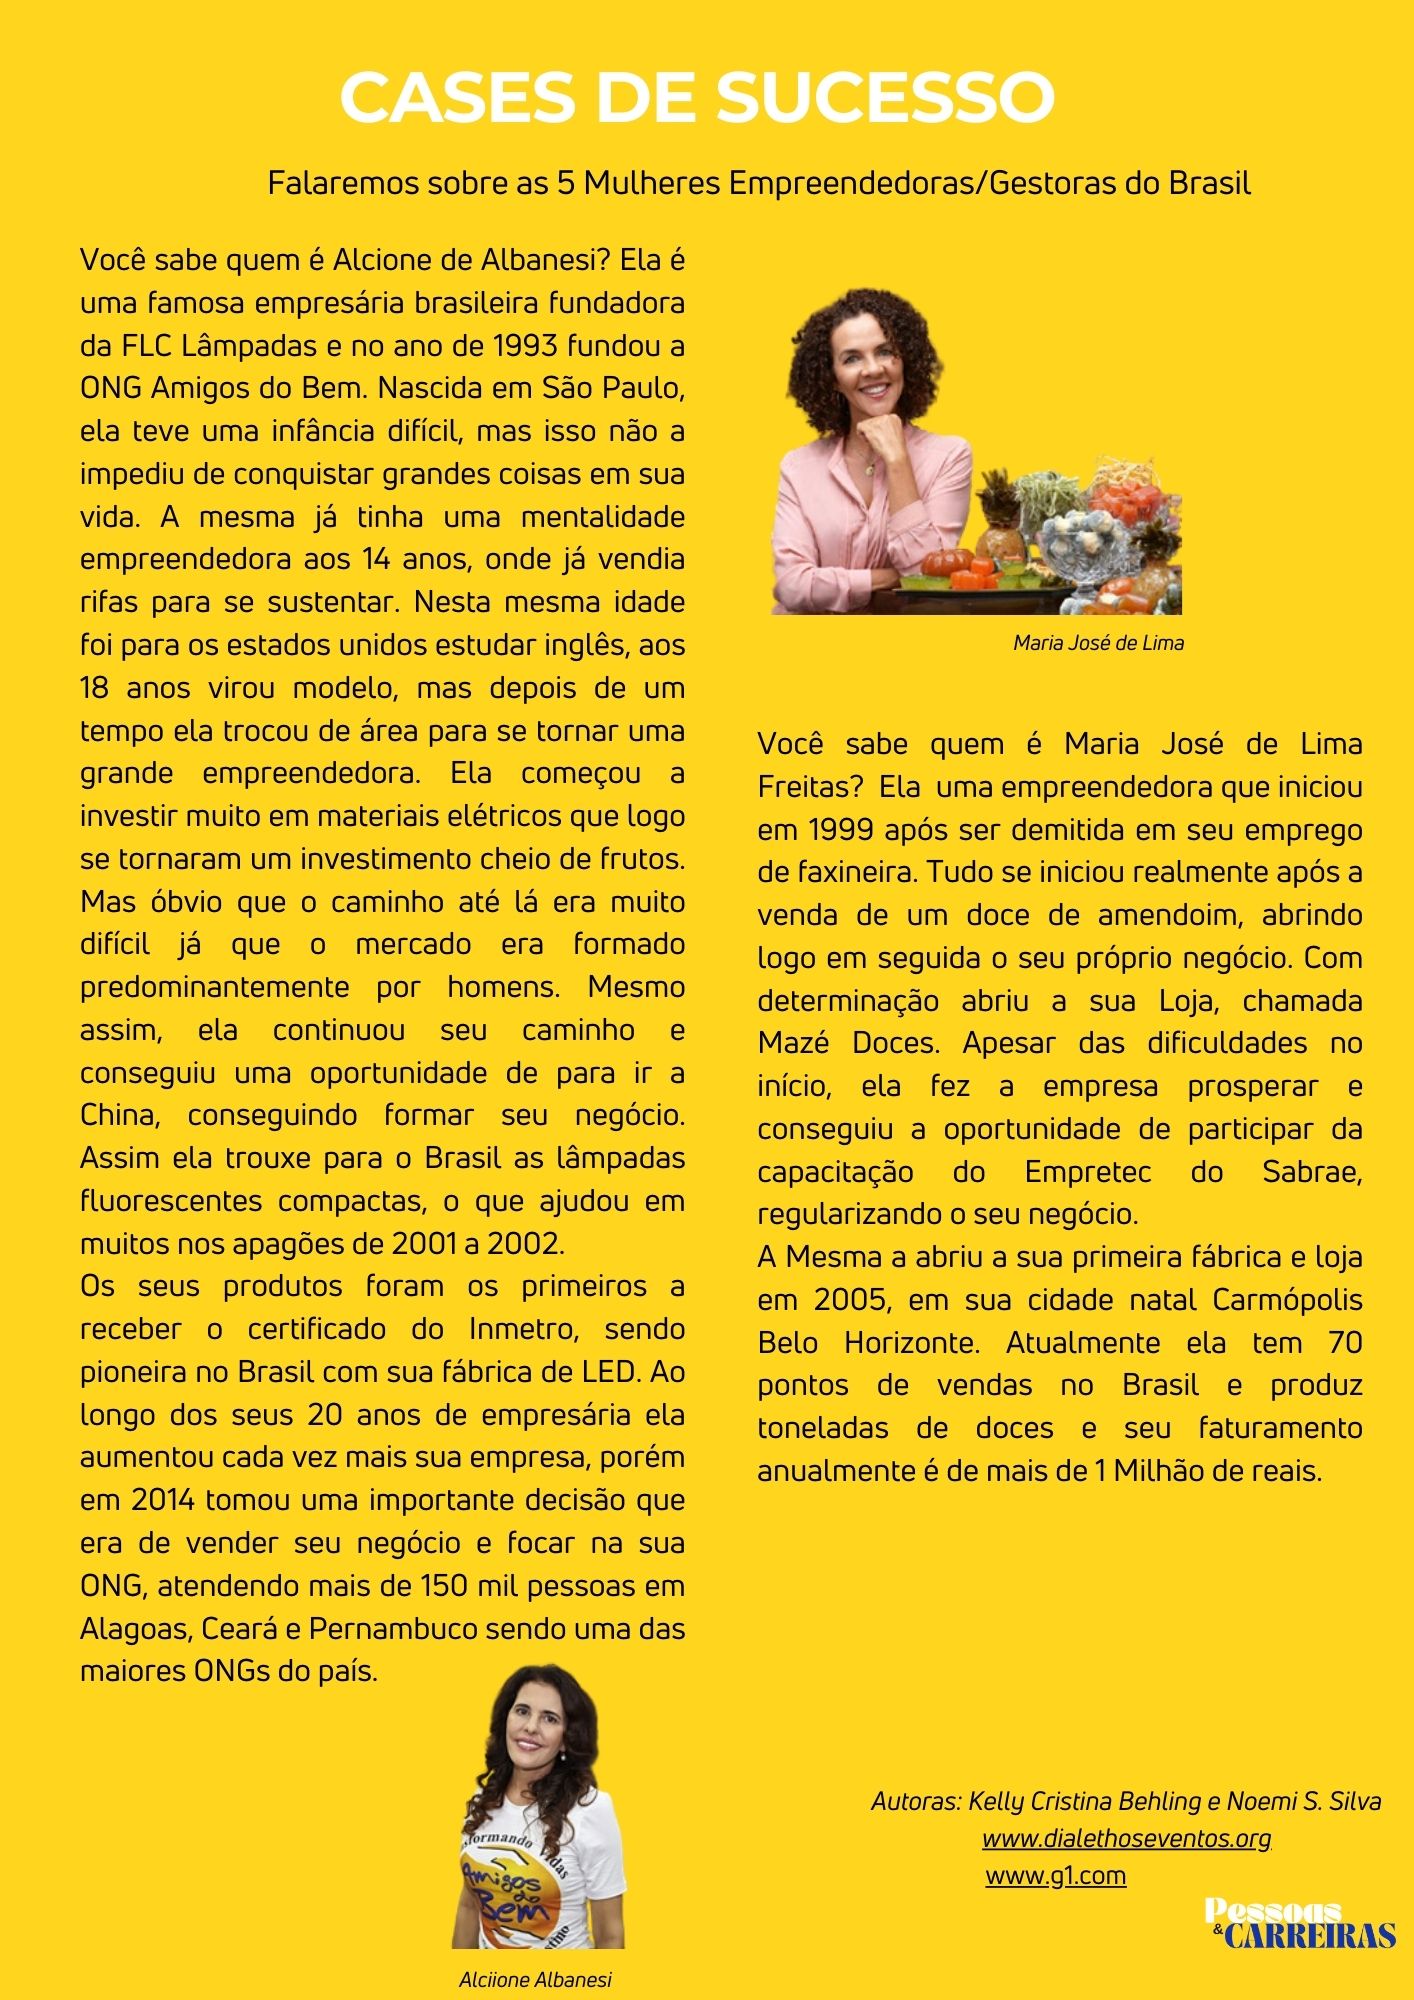 CASES DE SUCESSO
Falaremos sobre as 5 Mulheres Empreendedoras/Gestoras do Brasil
Você sabe quem é Alcione de Albanesi? Ela é
uma famosa empresária brasileira fundadora
da FLC Lâmpadas e no ano de 1993 fundou a
ONG Amigos do Bem. Nascida em São Paulo,
ela teve uma infância difícil, mas isso não a
impediu de conquistar grandes coisas em sua
vida. A mesma já tinha uma mentalidade
empreendedora aos 14 anos, onde já vendia
rifas para se sustentar. Nesta mesma idade
foi para os estados unidos estudar inglês, aos
18 anos virou modelo, mas depois de um
tempo ela trocou de área para se tornar uma
grande empreendedora. Ela começou a
investir muito em materiais elétricos que logo
se tornaram um investimento cheio de frutos.
Mas óbvio que o caminho até lá era muito
difícil já que o mercado era formado
predominantemente por homens. Mesmo
assim, ela continuou seu caminho e
conseguiu uma oportunidade de para ir a
China, conseguindo formar seu negócio.
Assim ela trouxe para o Brasil as lâmpadas
fluorescentes compactas, o que ajudou em
muitos nos apagões de 2001 a 2002.
Os seus produtos foram os primeiros a
receber o certificado do Inmetro, sendo
pioneira no Brasil com sua fábrica de LED. Ao
longo dos seus 20 anos de empresária ela
aumentou cada vez mais sua empresa, porém
em 2014 tomou uma importante decisão que
era de vender seu negócio e focar na sua
ONG, atendendo mais de 150 mil pessoas em
Alagoas, Ceará e Pernambuco sendo uma das
maiores ONGs do país.
Vidas
Amigos
do
Bem
Alciione Albanesi
Maria José de Lima
Você sabe quem é Maria José de Lima
Freitas? Ela uma empreendedora que iniciou
em 1999 após ser demitida em seu emprego
de faxineira. Tudo se iniciou realmente após a
venda de um doce de amendoim, abrindo
logo em seguida o seu próprio negócio. Com
determinação abriu a sua Loja, chamada
Mazé Doces. Apesar das dificuldades no
início, ela fez a empresa prosperar e
conseguiu a oportunidade de participar da
capacitação do Empretec do Sabrae,
regularizando o seu negócio.
A Mesma a abriu a sua primeira fábrica e loja
em 2005, em sua cidade natal Carmópolis
Belo Horizonte. Atualmente ela tem 70
pontos de vendas no Brasil e produz
toneladas de doces e seu faturamento
anualmente é de mais de 1 Milhão de reais.
Autoras: Kelly Cristina Behling e Noemi S. Silva
www.dialethoseventos.org
www.g1.com
Pessoas
&CARREIRAS